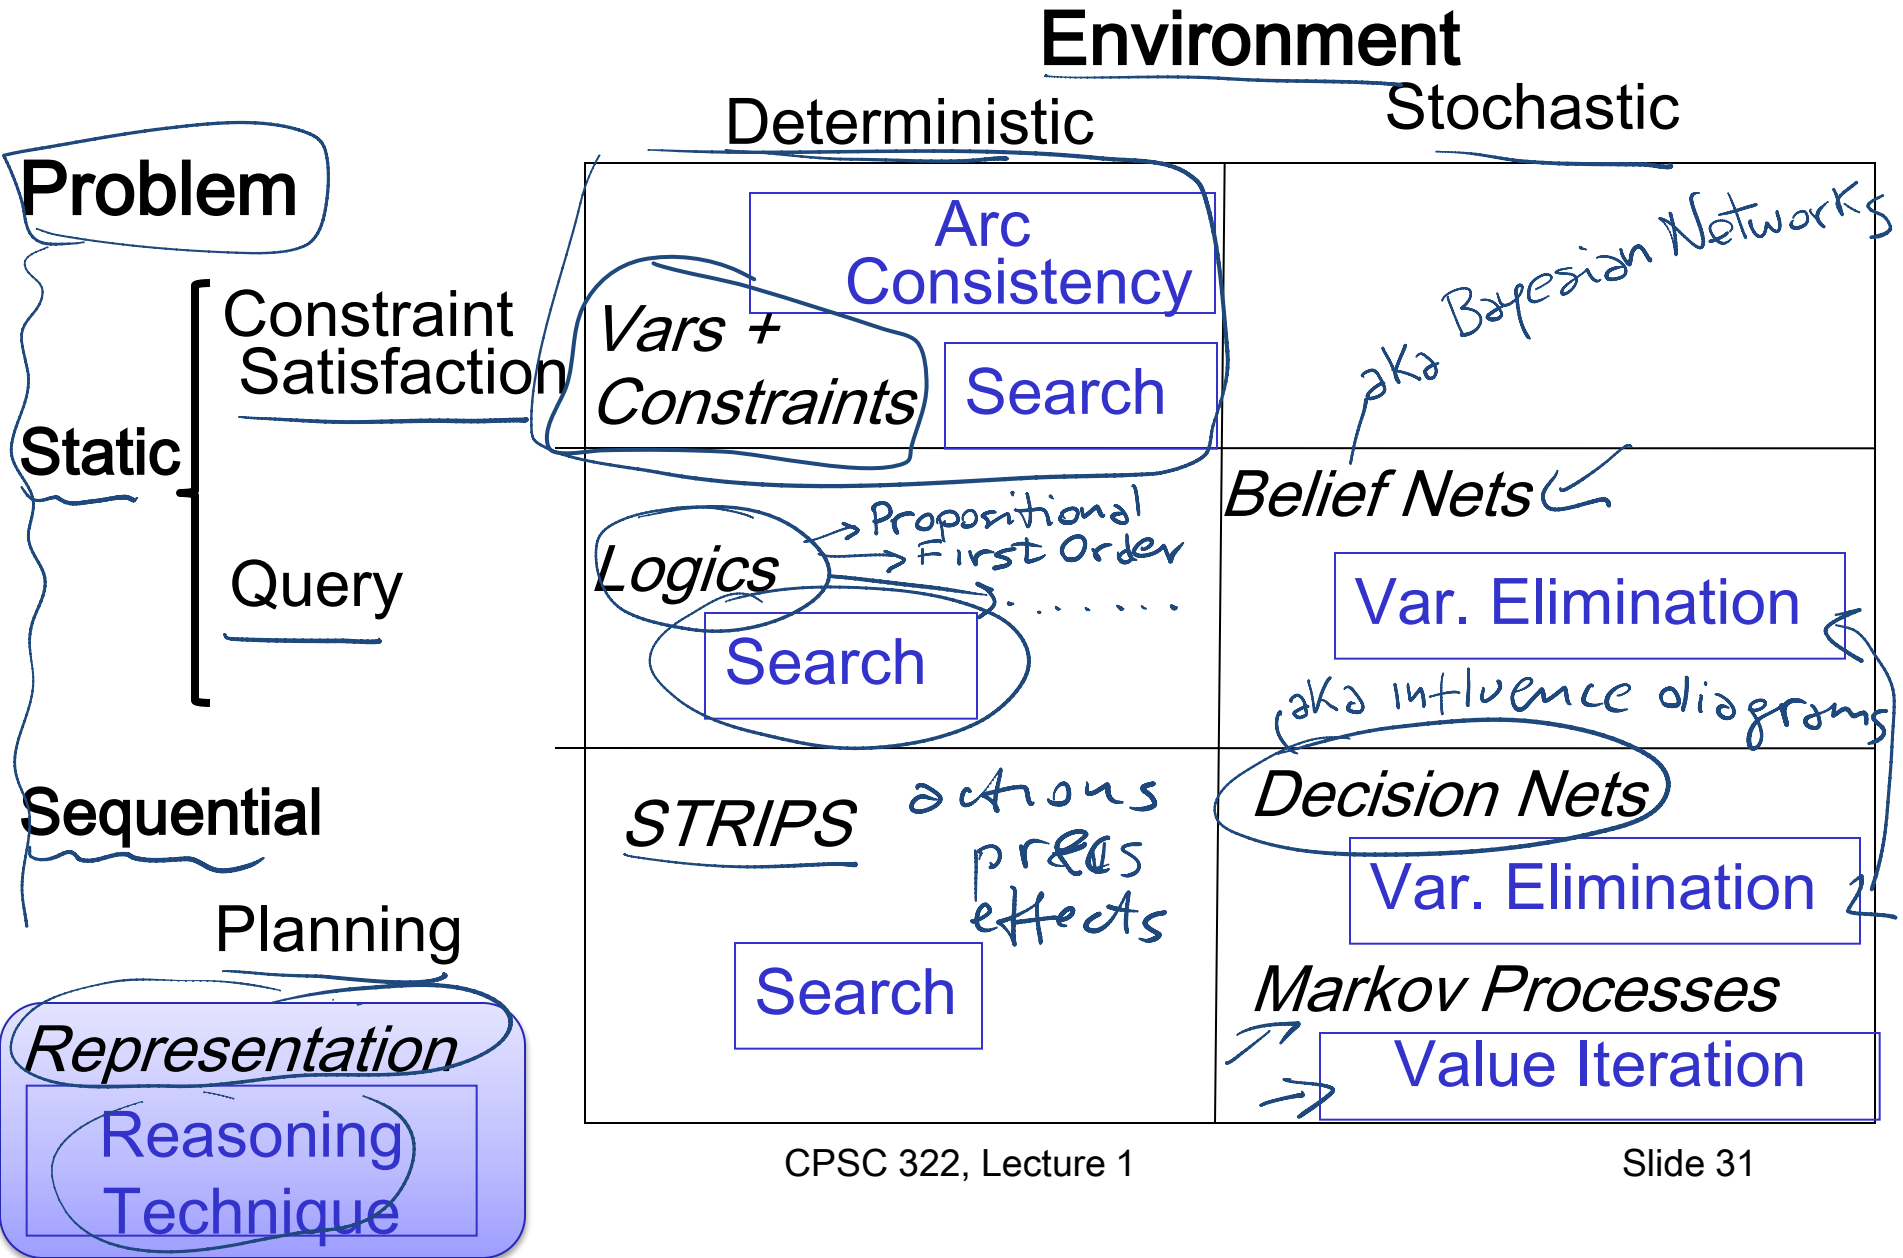 Environment
Deterministic
Stochastic
Problem
Arc
Consistency
aka Bayesian Networks
Constraint
Satisfaction
Vars +
Constraints
Search
Static
Belief Nets
Propositional
First Order
Logics
.......
Query
Var. Elimination
Search
aka influence diagrams
Sequential
STRIPS
actions
precs
effects
Decision Nets
Var. Elimination
Planning
Search
Markov Processes
Value Iteration
Representation
Reasoning
Technique
CPSC 322, Lecture 1
Slide 31